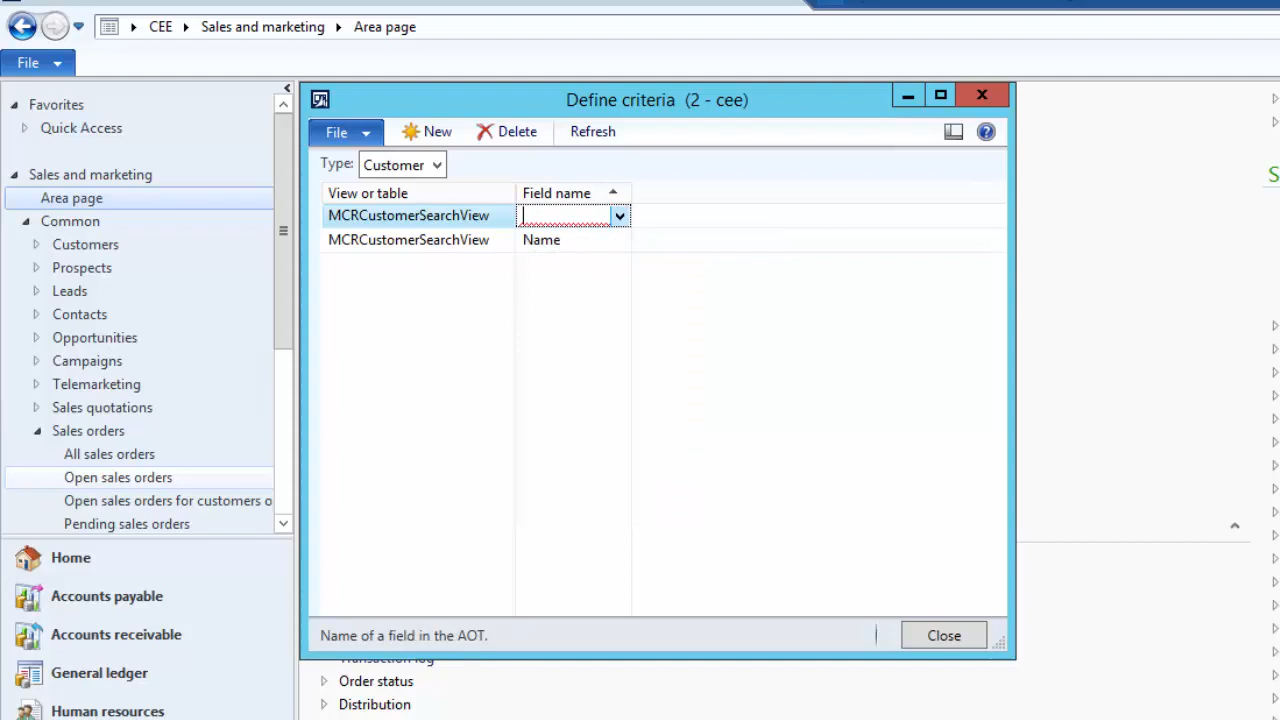 CEE
Sales and marketing
Area page
File
Favorites
Quick Access
Sales and marketing
Area page
Common
Customers
Prospects
Leads
Contacts
Opportunities
Campaigns
Telemarketing
Sales quotations
Sales orders
All sales orders
Open sales orders
Open sales orders for customers o
Pending sales orders
Home
Accounts payable
Accounts receivable
General ledger
Human resources
Define criteria (2 - cee)
File
New
Delete
Refresh
Type: Customer
View or table
Field name
MCRCustomerSearchView
MCRCustomerSearchView
Name
Name of a field in the AOT.
Close
Transaction log
Order status
Distribution
S